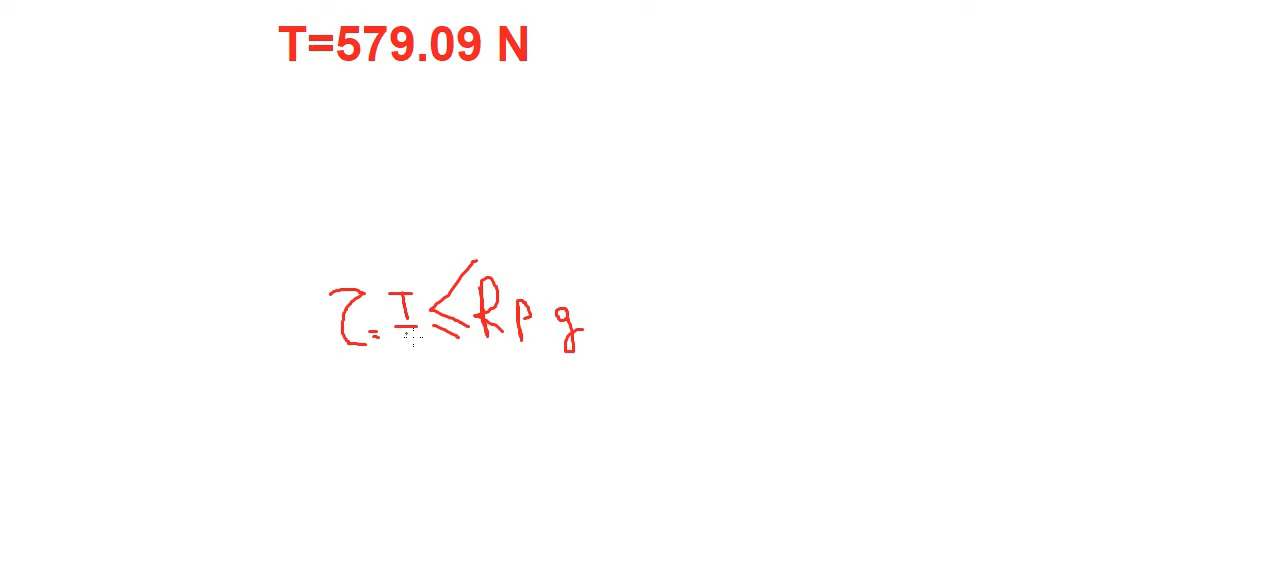 T=579.09 N
τ = T ≤ Rpg